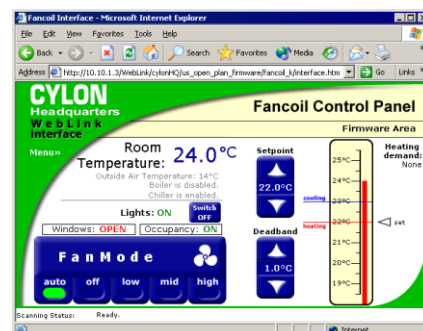 Fancoil Interface - Microsoft Internet Explorer
File Edit View Favorites Tools Help
Back Search Favorites Media
Address http://10.10.1.3/WebLink/cylonHQ/us_open_plan_firmware/fancoil_k/interface.htm Go Links
CYLON
Headquarters
WebLink
interface
Fancoil Control Panel
Firmware Area
Menu»
Room
Temperature: 24.0°C
Outside Air Temperature: 14°C
Boiler is disabled.
Chiller is enabled.
Lights: ON
Switch
OFF
Windows: OPEN
Occupancy: ON
FanMode
auto off low mid high
Setpoint
22.0°C
Deadband
1.0°C
25°C
24°C
cooling
23°C
heating
22°C
set
21°C
20°C
19°C
Heating
demand:
None
Scanning Status: Ready.
Internet